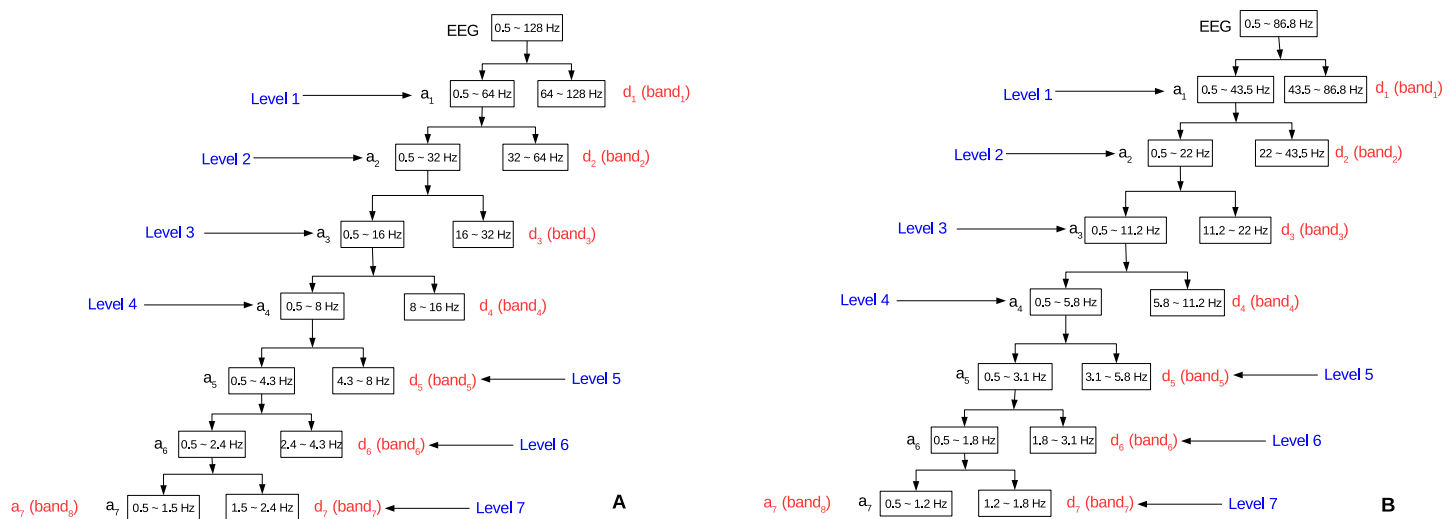 EEG 0.5 ~ 128 Hz
Level 1 a1 0.5 ~ 64 Hz 64 ~ 128 Hz d1 (band1)
Level 2 a2 0.5 ~ 32 Hz 32 ~ 64 Hz d2 (band2)
Level 3 a3 0.5 ~ 16 Hz 16 ~ 32 Hz d3 (band3)
Level 4 a4 0.5 ~ 8 Hz 8 ~ 16 Hz d4 (band4)
a5 0.5 ~ 4.3 Hz 4.3 ~ 8 Hz d5 (band5) Level 5
a6 0.5 ~ 2.4 Hz 2.4 ~ 4.3 Hz d6 (band6) Level 6
a7 (band8) a7 0.5 ~ 1.5 Hz 1.5 ~ 2.4 Hz d7 (band7) Level 7
A
EEG 0.5 ~ 86.8 Hz
Level 1 a1 0.5 ~ 43.5 Hz 43.5 ~ 86.8 Hz d1 (band1)
Level 2 a2 0.5 ~ 22 Hz 22 ~ 43.5 Hz d2 (band2)
Level 3 a3 0.5 ~ 11.2 Hz 11.2 ~ 22 Hz d3 (band3)
Level 4 a4 0.5 ~ 5.8 Hz 5.8 ~ 11.2 Hz d4 (band4)
a5 0.5 ~ 3.1 Hz 3.1 ~ 5.8 Hz d5 (band5) Level 5
a6 0.5 ~ 1.8 Hz 1.8 ~ 3.1 Hz d6 (band6) Level 6
a7 (band8) a7 0.5 ~ 1.2 Hz 1.2 ~ 1.8 Hz d7 (band7) Level 7
B